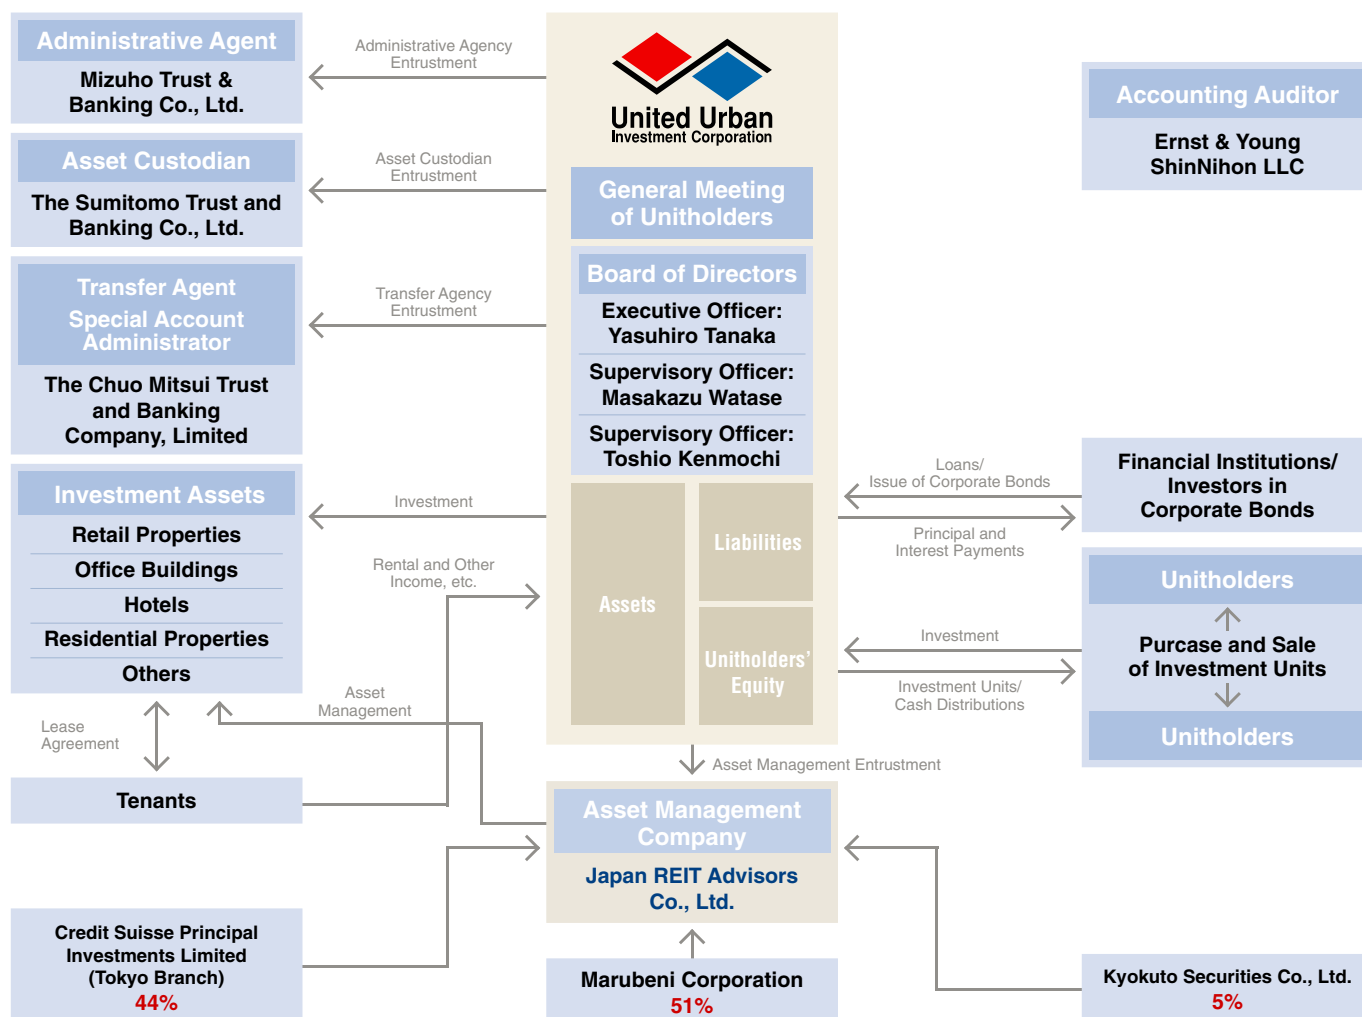 Administrative Agent
Mizuho Trust &
Banking Co., Ltd.
Asset Custodian
The Sumitomo Trust and
Banking Co., Ltd.
Transfer Agent
Special Account
Administrator
The Chuo Mitsui Trust
and Banking
Company, Limited
Investment Assets
Retail Properties
Office Buildings
Hotels
Residential Properties
Others
Lease
Agreement
Tenants
Credit Suisse Principal
Investments Limited
(Tokyo Branch)
44%
Administrative Agency
Entrustment
Asset Custodian
Entrustment
Transfer Agency
Entrustment
Investment
Rental and Other
Income, etc.
Asset
Management
United Urban
Investment Corporation
General Meeting
of Unitholders
Board of Directors
Executive Officer:
Yasuhiro Tanaka
Supervisory Officer:
Masakazu Watase
Supervisory Officer:
Toshio Kenmochi
Assets
Liabilities
Unitholders'
Equity
Asset Management Entrustment
Asset Management
Company
Japan REIT Advisors
Co., Ltd.
Marubeni Corporation
51%
Loans/
Issue of Corporate Bonds
Principal and
Interest Payments
Investment
Investment Units/
Cash Distributions
Accounting Auditor
Ernst & Young
ShinNihon LLC
Financial Institutions/
Investors in
Corporate Bonds
Unitholders
Purcase and Sale
of Investment Units
Unitholders
Kyokuto Securities Co., Ltd.
5%